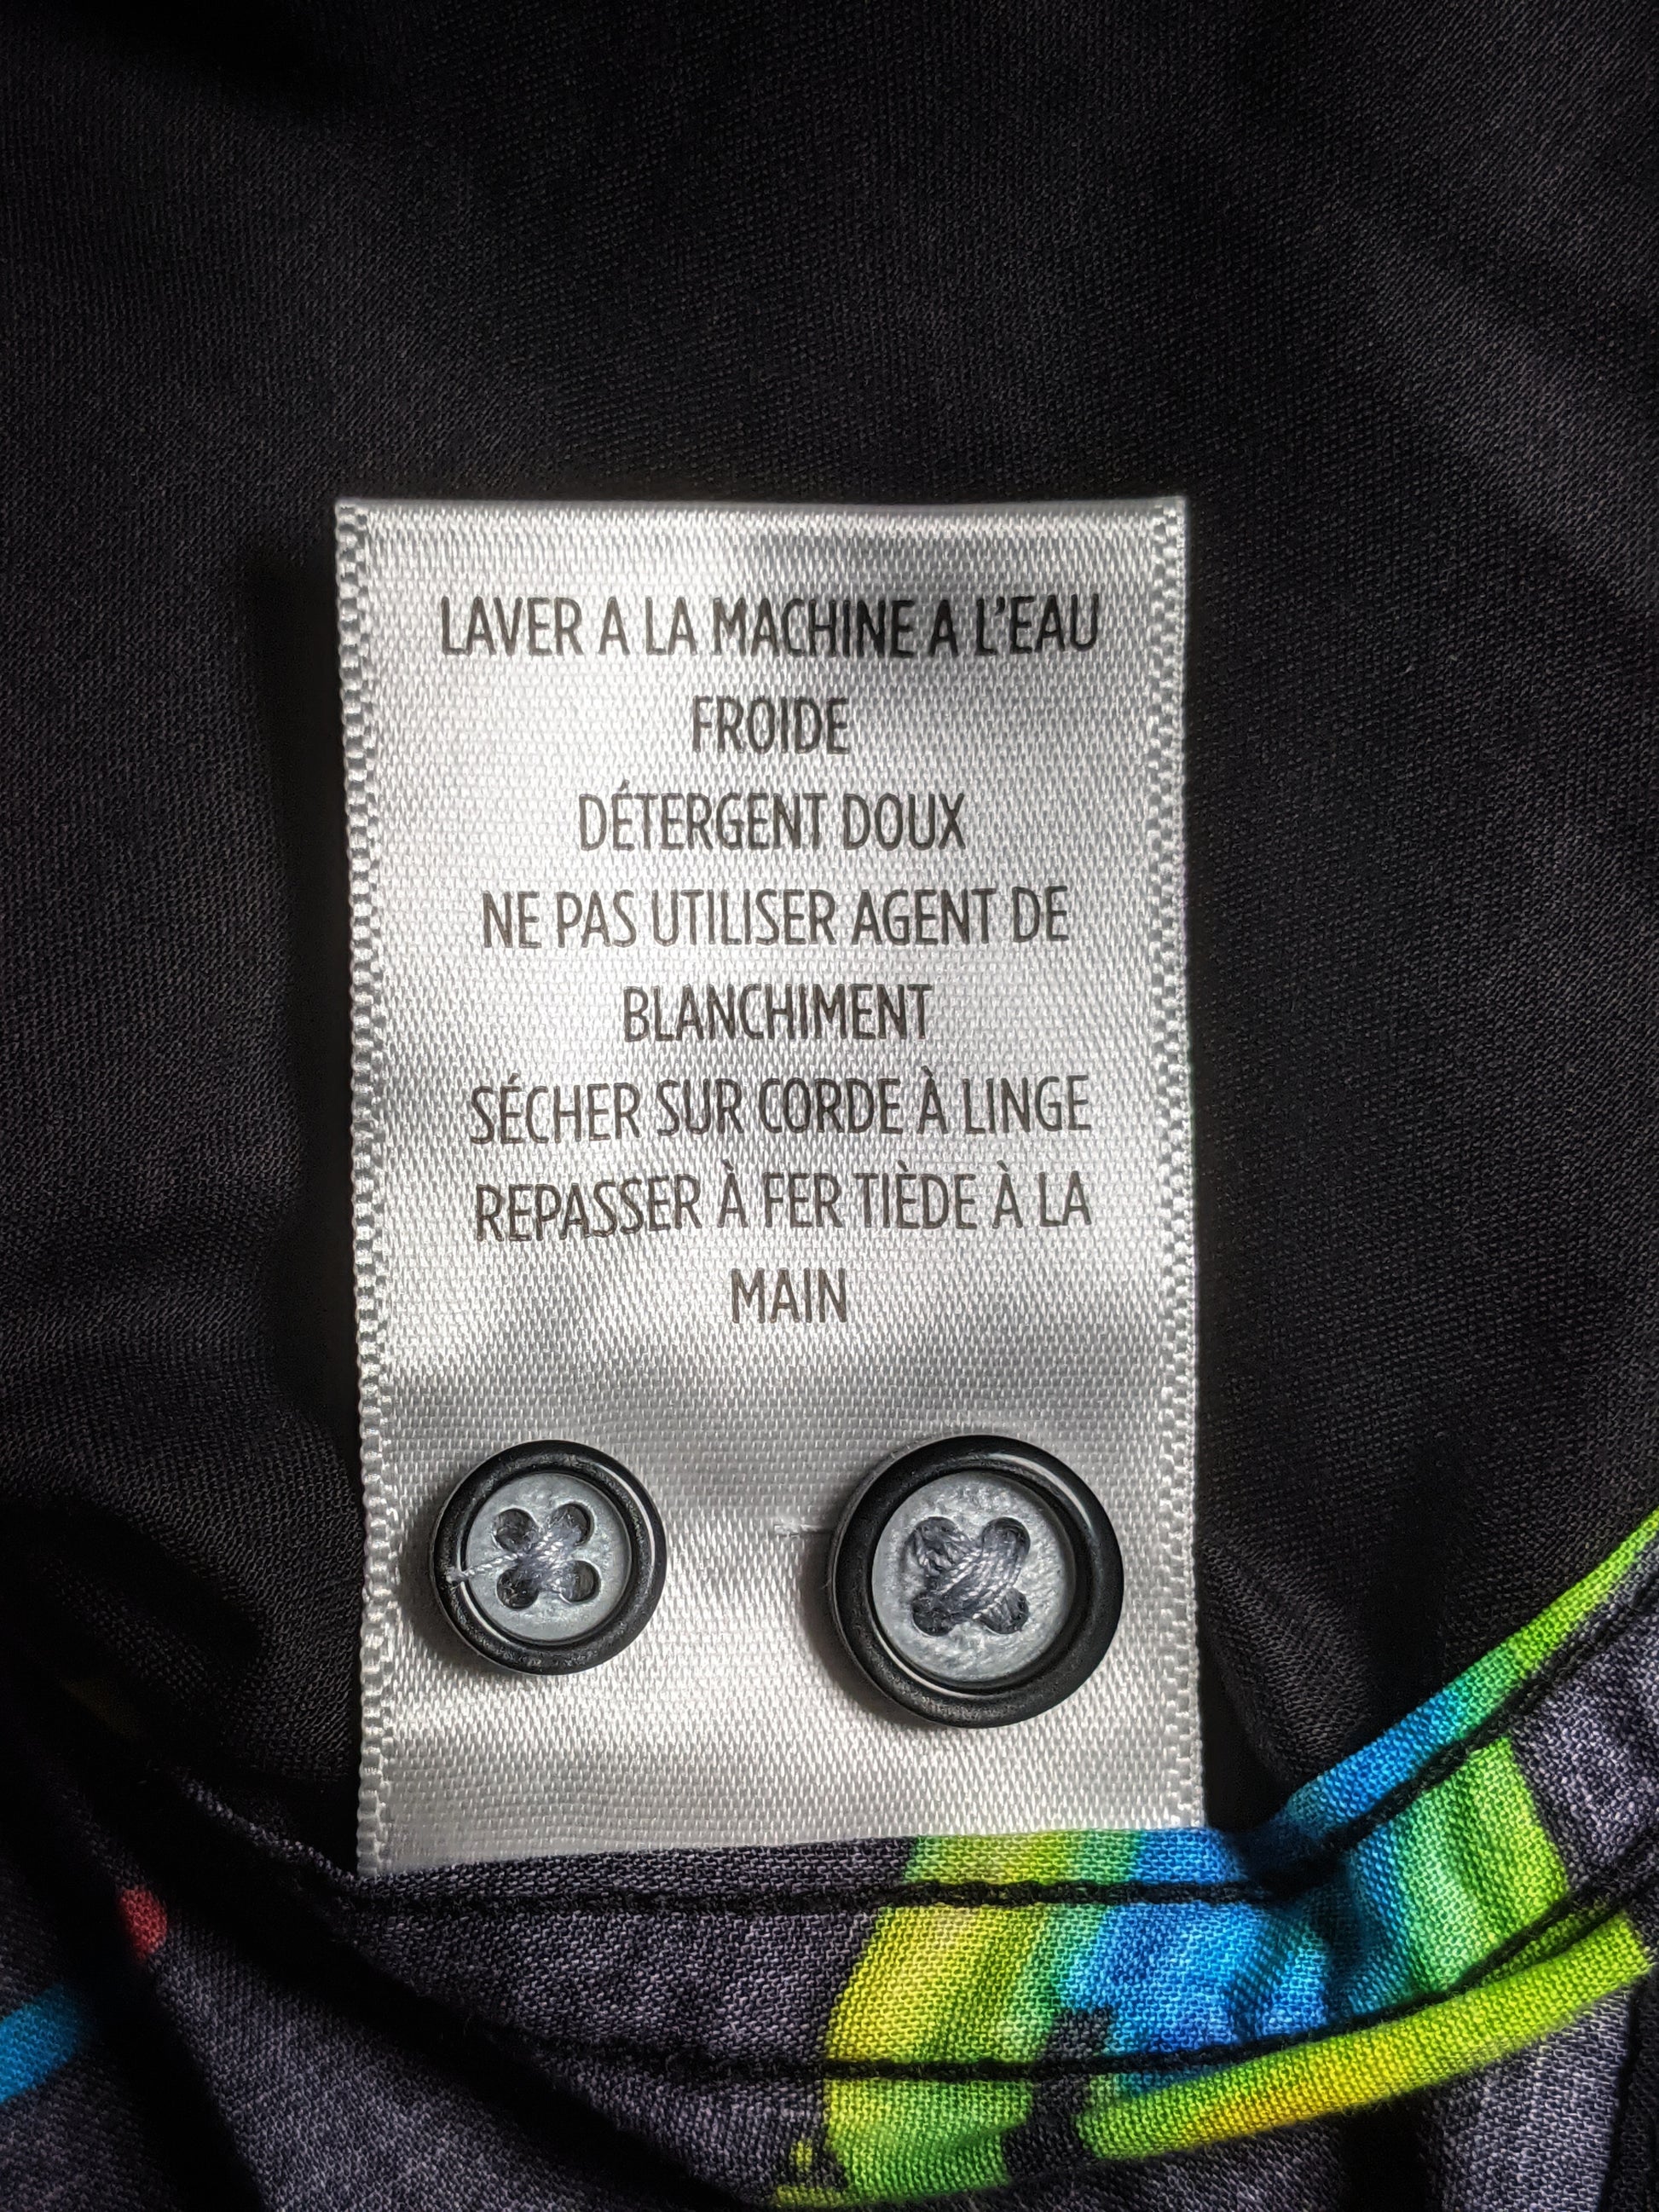 LAVER A LA MACHINE A L'EAU
FROIDE
DÉTERGENT DOUX
NE PAS UTILISER AGENT DE
BLANCHIMENT
SÉCHER SUR CORDE À LINGE
REPASSER À FER TIÈDE À LA
MAIN